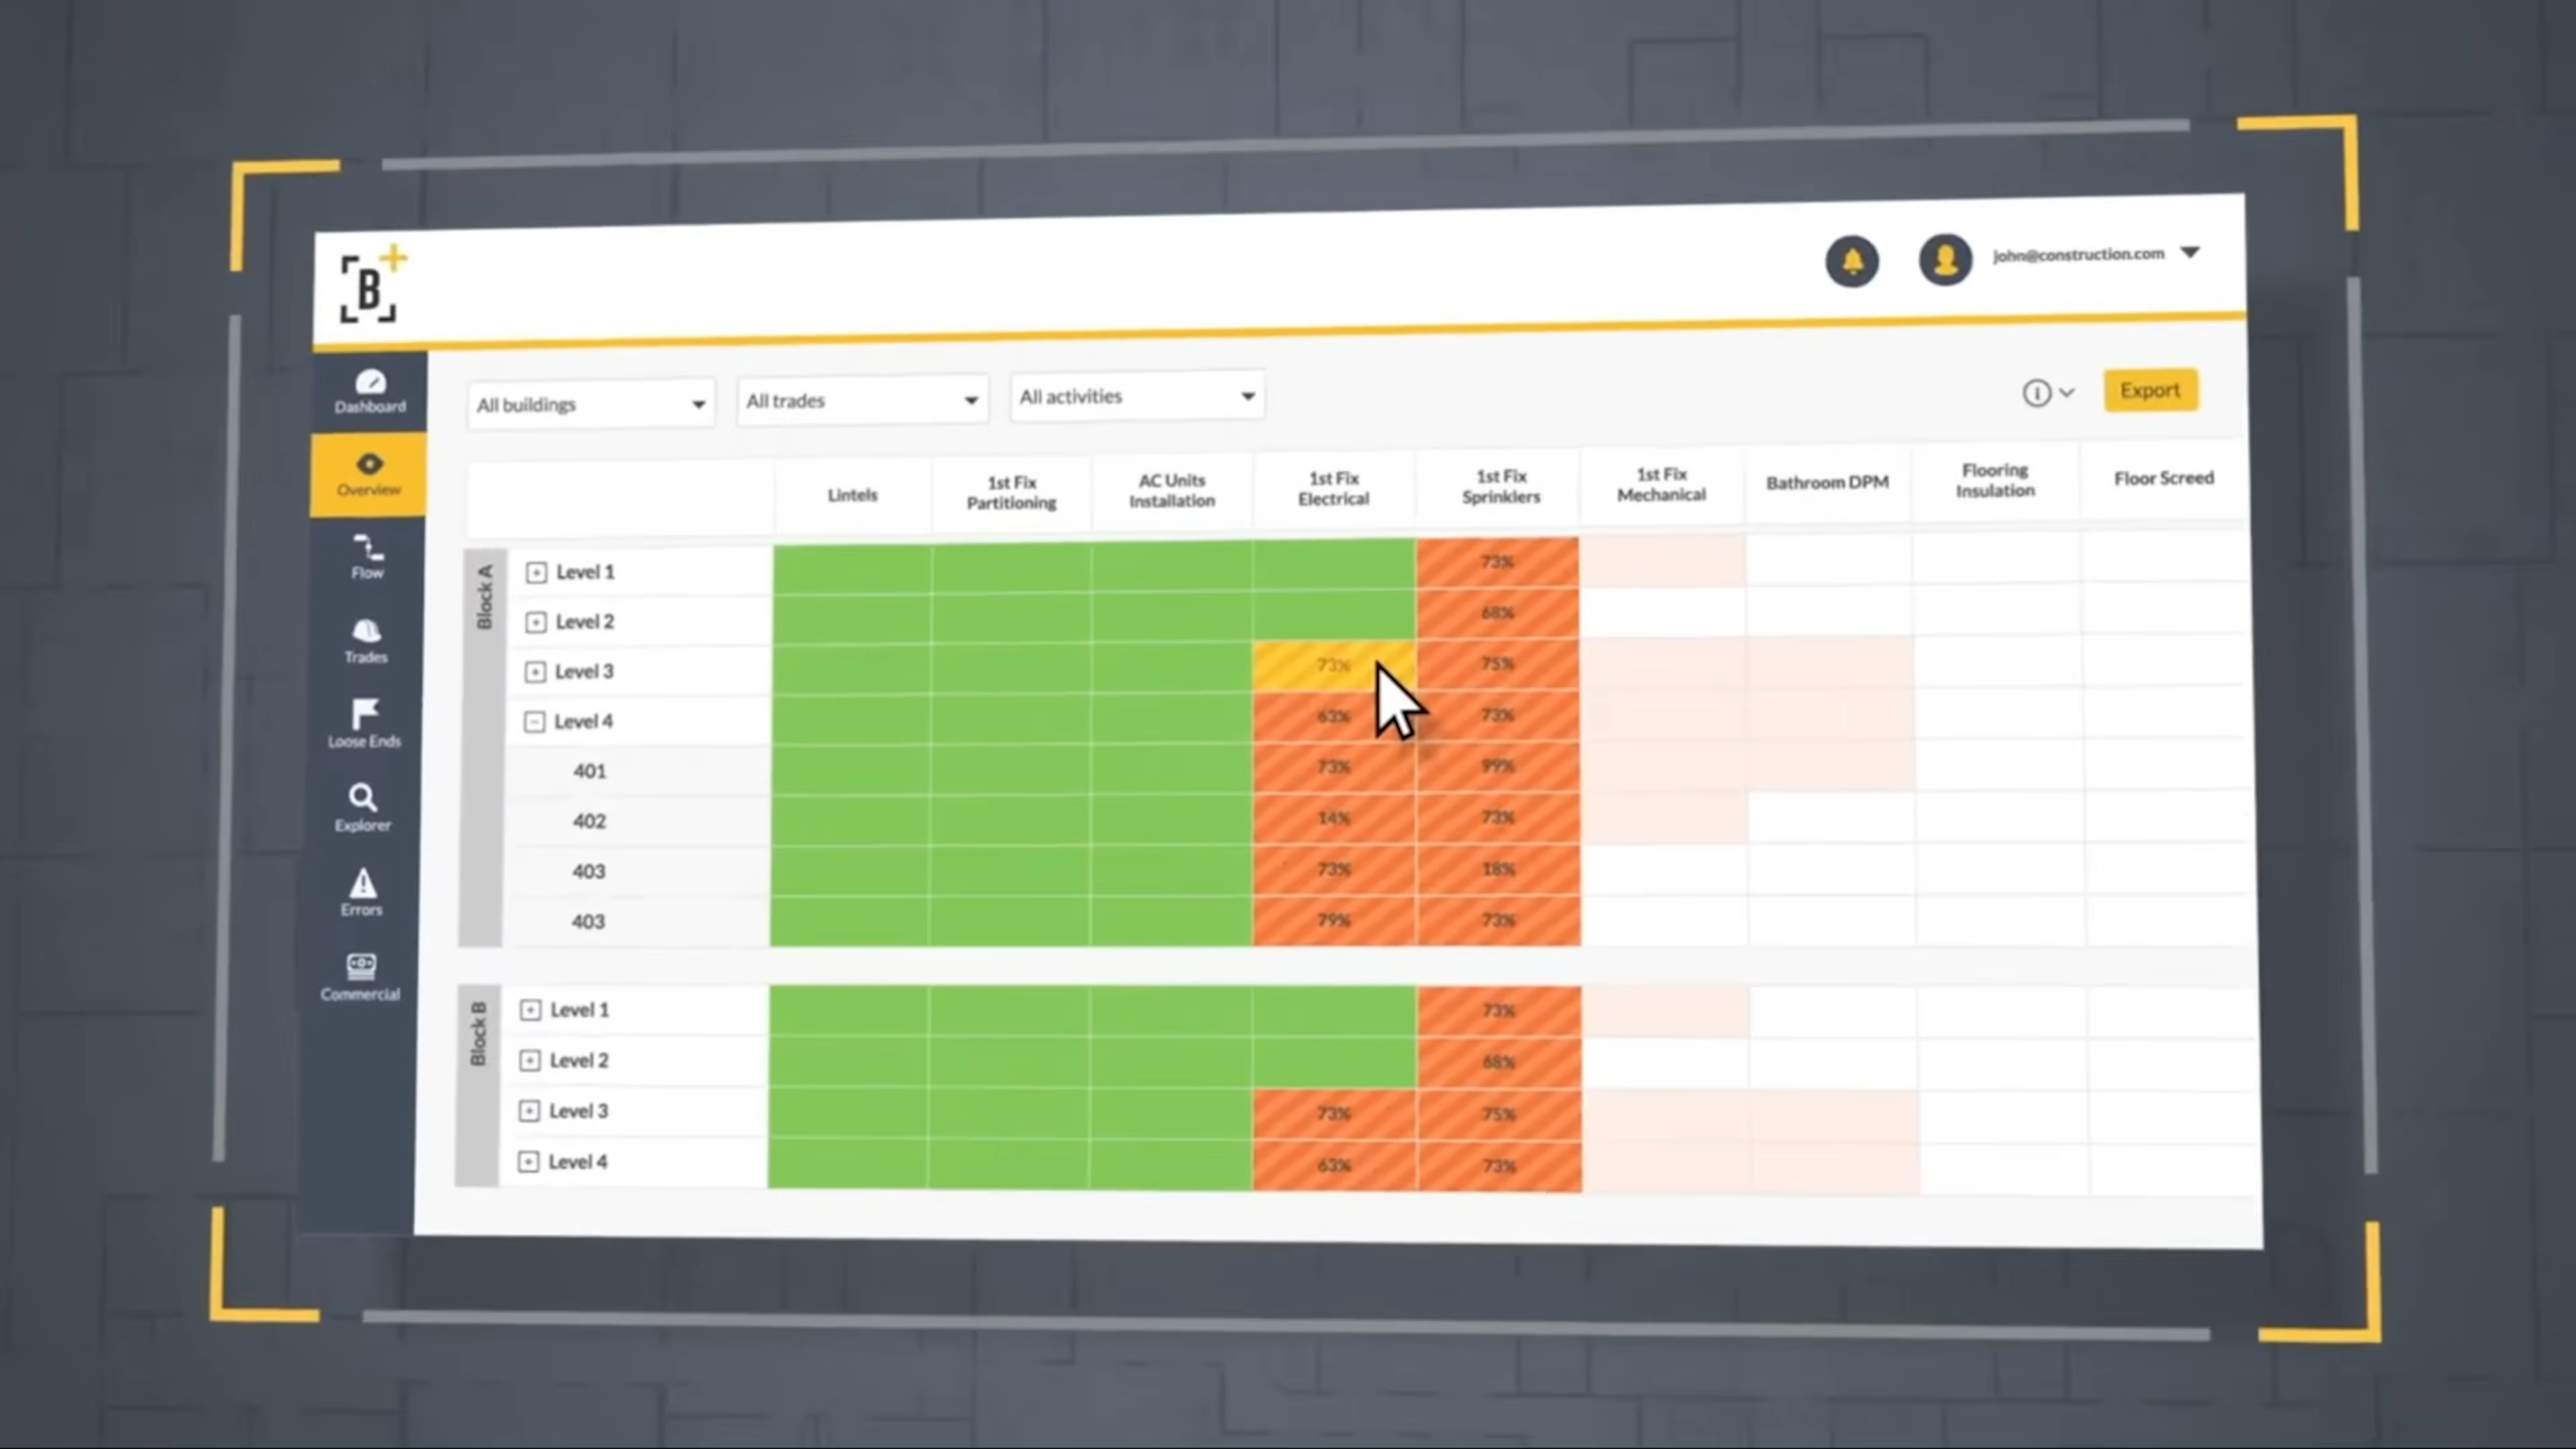 B
john@construction.com
Dashboard
Overview
Flow
Trades
Loose Ends
Explorer
Errors
Commercial
All buildings
All trades
All activities
Export
Lintels
1st Fix
Partitioning
AC Units
Installation
1st Fix
Electrical
1st Fix
Sprinklers
1st Fix
Mechanical
Bathroom DPM
Flooring
Insulation
Floor Screed
Block A
Level 1 73%
Level 2 68%
Level 3 73% 75%
Level 4 63% 73%
401 73% 99%
402 14% 73%
403 73% 18%
403 79% 73%
Block B
Level 1 73%
Level 2 68%
Level 3 73% 75%
Level 4 63% 73%